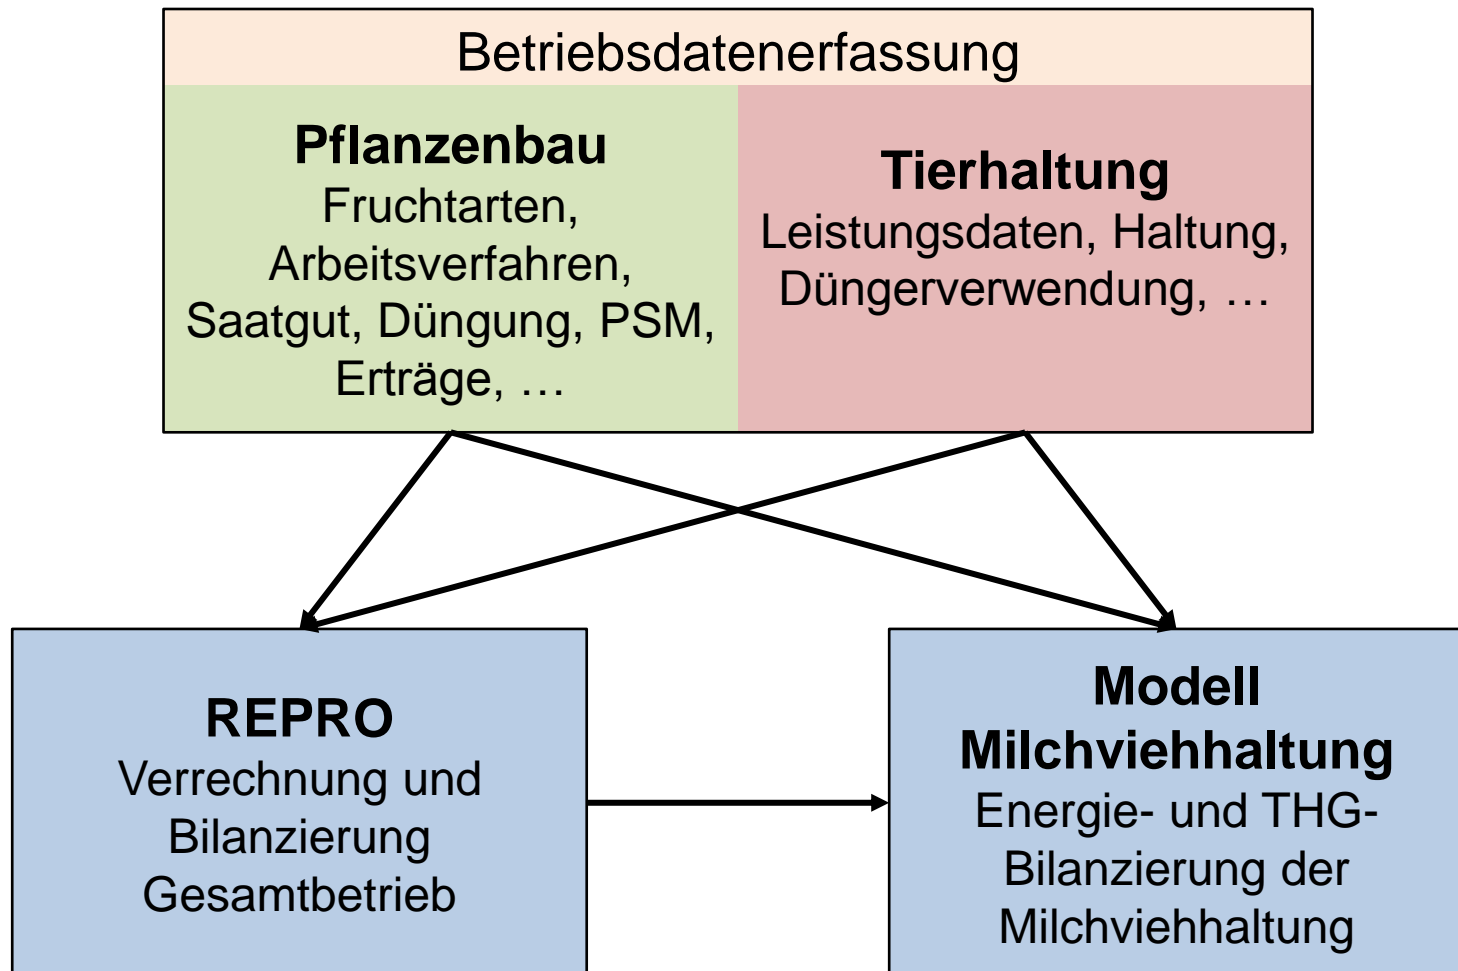 Betriebsdatenerfassung
Pflanzenbau
Fruchtarten,
Arbeitsverfahren,
Saatgut, Düngung, PSM,
Erträge, …
Tierhaltung
Leistungsdaten, Haltung,
Düngerverwendung, …
REPRO
Verrechnung und
Bilanzierung
Gesamtbetrieb
Modell
Milchviehhaltung
Energie- und THG-
Bilanzierung der
Milchviehhaltung